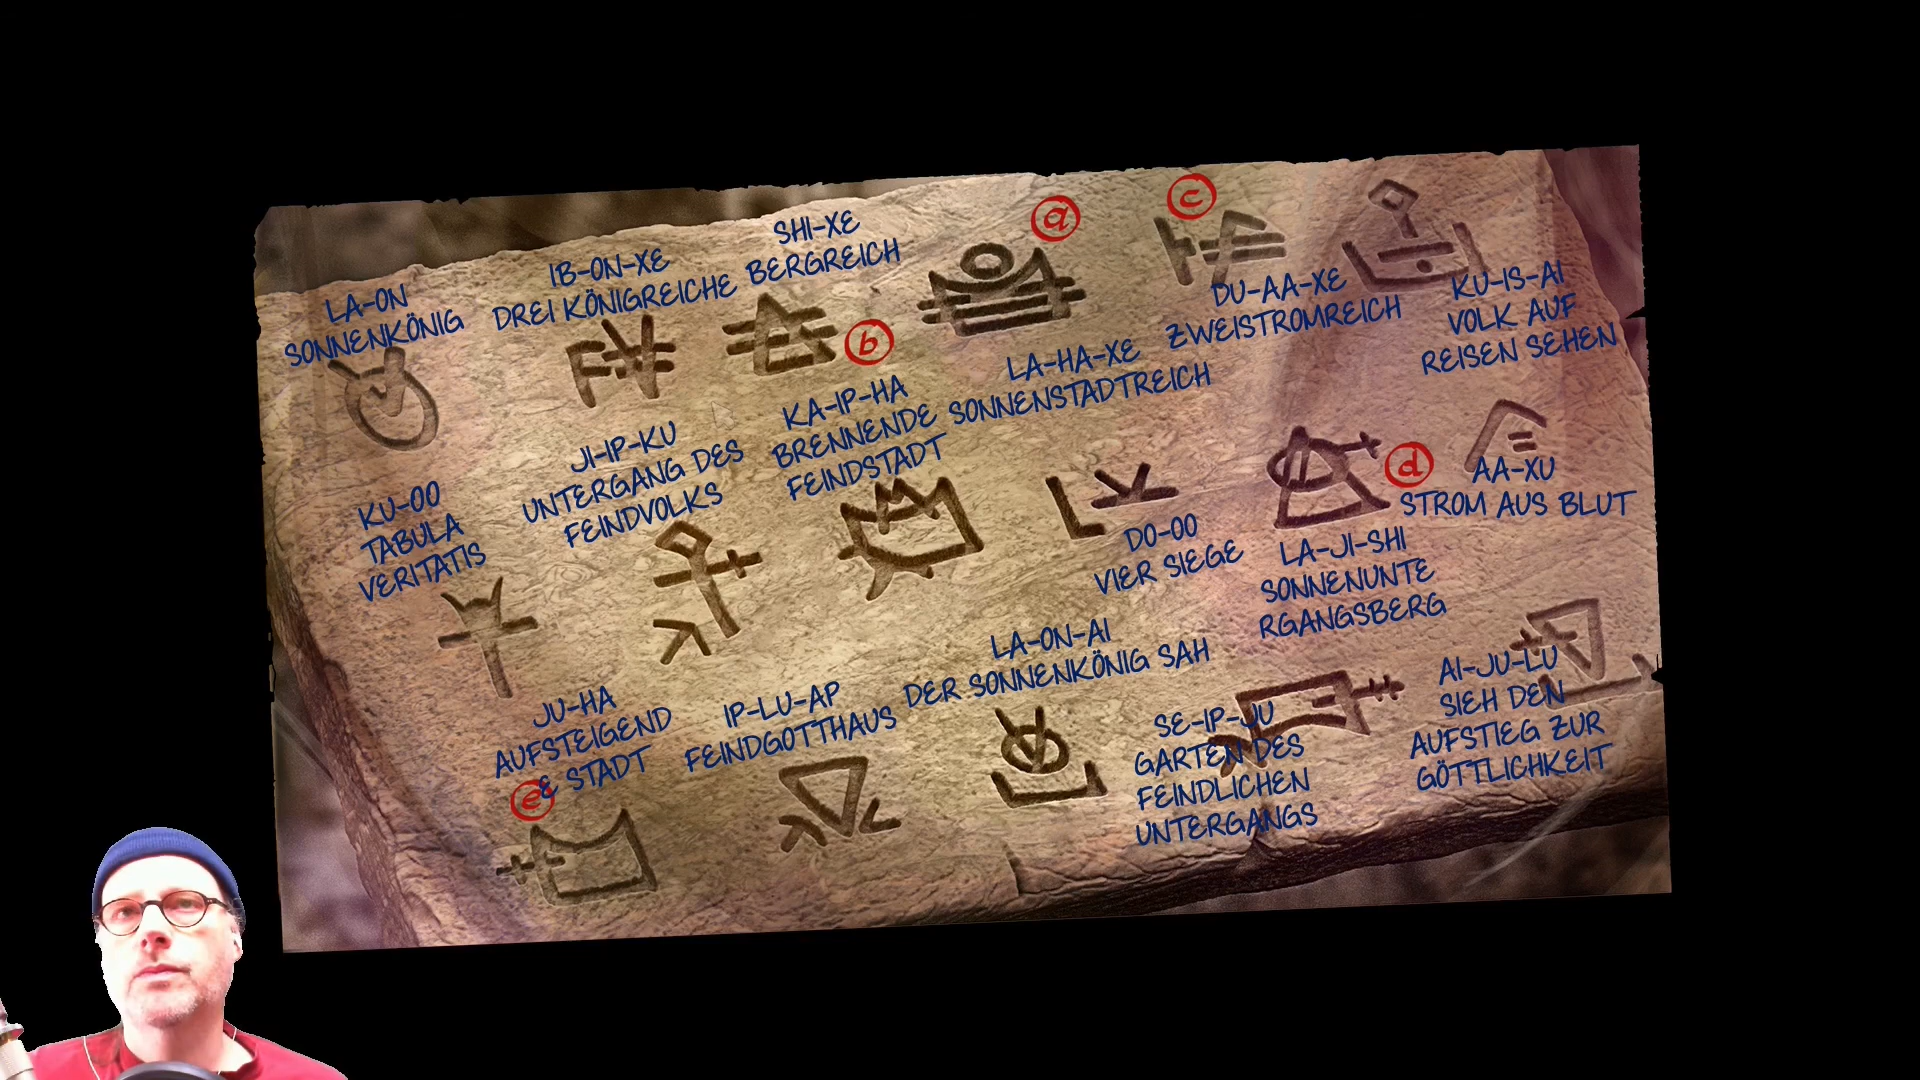 LA-ON
SONNENKÖNIG
IB-ON-XE
DREI KÖNIGREICHE
SHI-XE
BERGREICH
a
b
c
DU-AA-XE
ZWEISTROMREICH
KU-IS-AI
VOLK AUF
REISEN SEHEN
LA-HA-XE
SONNENSTADTREICH
KA-IP-HA
BRENNENDE
FEINDSTADT
JI-IP-KU
UNTERGANG DES
FEINDVOLKS
KU-OO
TABULA
VERITATIS
DO-OO
VIER SIEGE
d
LA-JI-SHI
SONNENUNTE
RGANGSBERG
AA-XU
STROM AUS BLUT
JU-HA
AUFSTEIGEND
E STADT
e
IP-LU-AP
FEINDGOTTHAUS
LA-ON-AI
DER SONNENKÖNIG SAH
SE-IP-JU
GARTEN DES
FEINDLICHEN
UNTERGANGS
AI-JU-LU
SIEH DEN
AUFSTIEG ZUR
GÖTTLICHKEIT